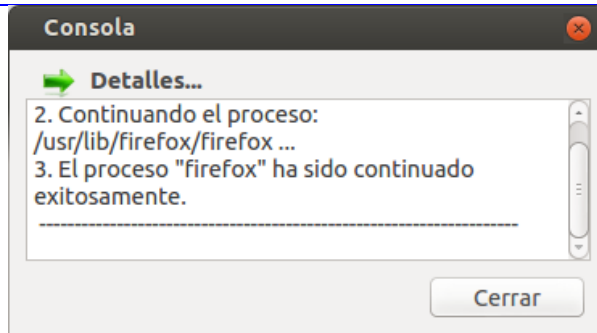 Consola
Detalles...
2. Continuando el proceso:
/usr/lib/firefox/firefox ...
3. El proceso "firefox" ha sido continuado
exitosamente.
--------------------------------------------------------------------
Cerrar